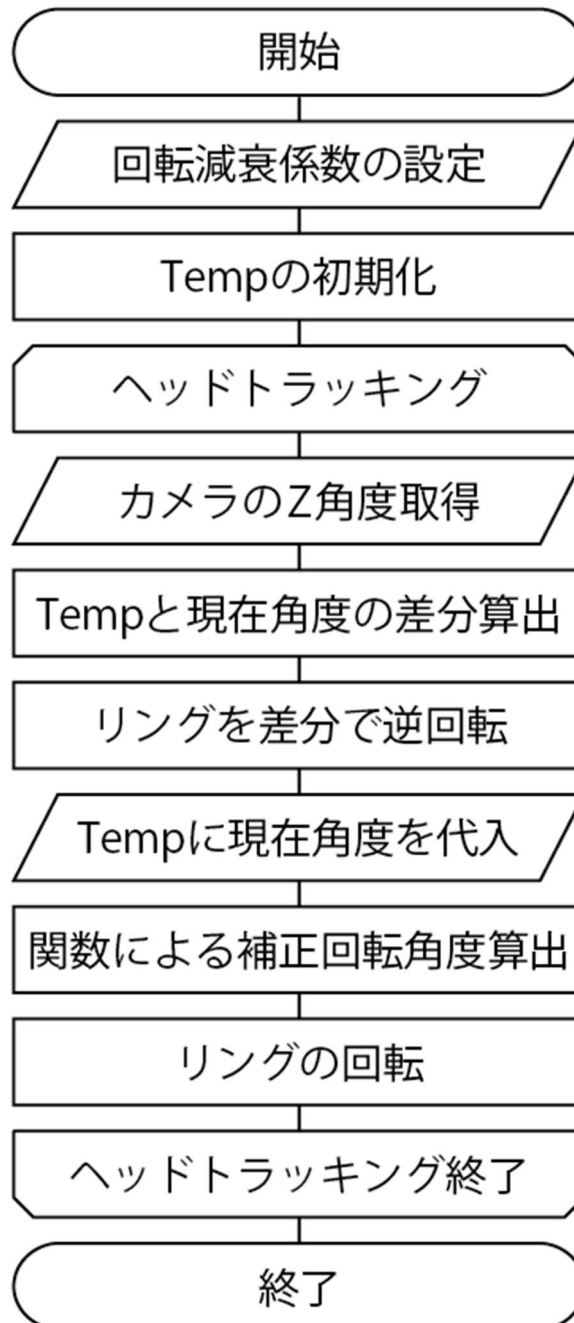 開始
回転減衰係数の設定
Tempの初期化
ヘッドトラッキング
カメラのZ角度取得
Tempと現在角度の差分算出
リングを差分で逆回転
Tempに現在角度を代入
関数による補正回転角度算出
リングの回転
ヘッドトラッキング終了
終了